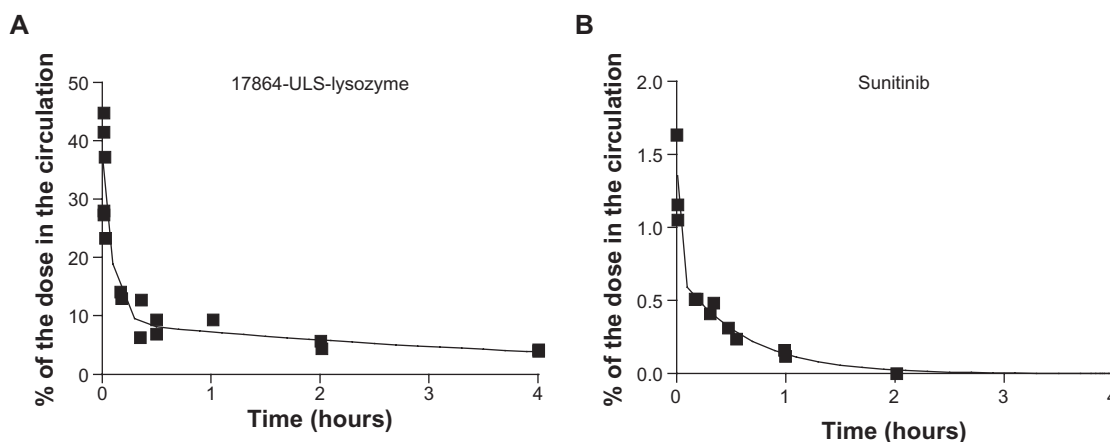 A
B
17864-ULS-lysozyme
% of the dose in the circulation
50
40
30
20
10
0
0
1
2
3
4
Time (hours)
Sunitinib
% of the dose in the circulation
2.0
1.5
1.0
0.5
0.0
0
1
2
3
4
Time (hours)